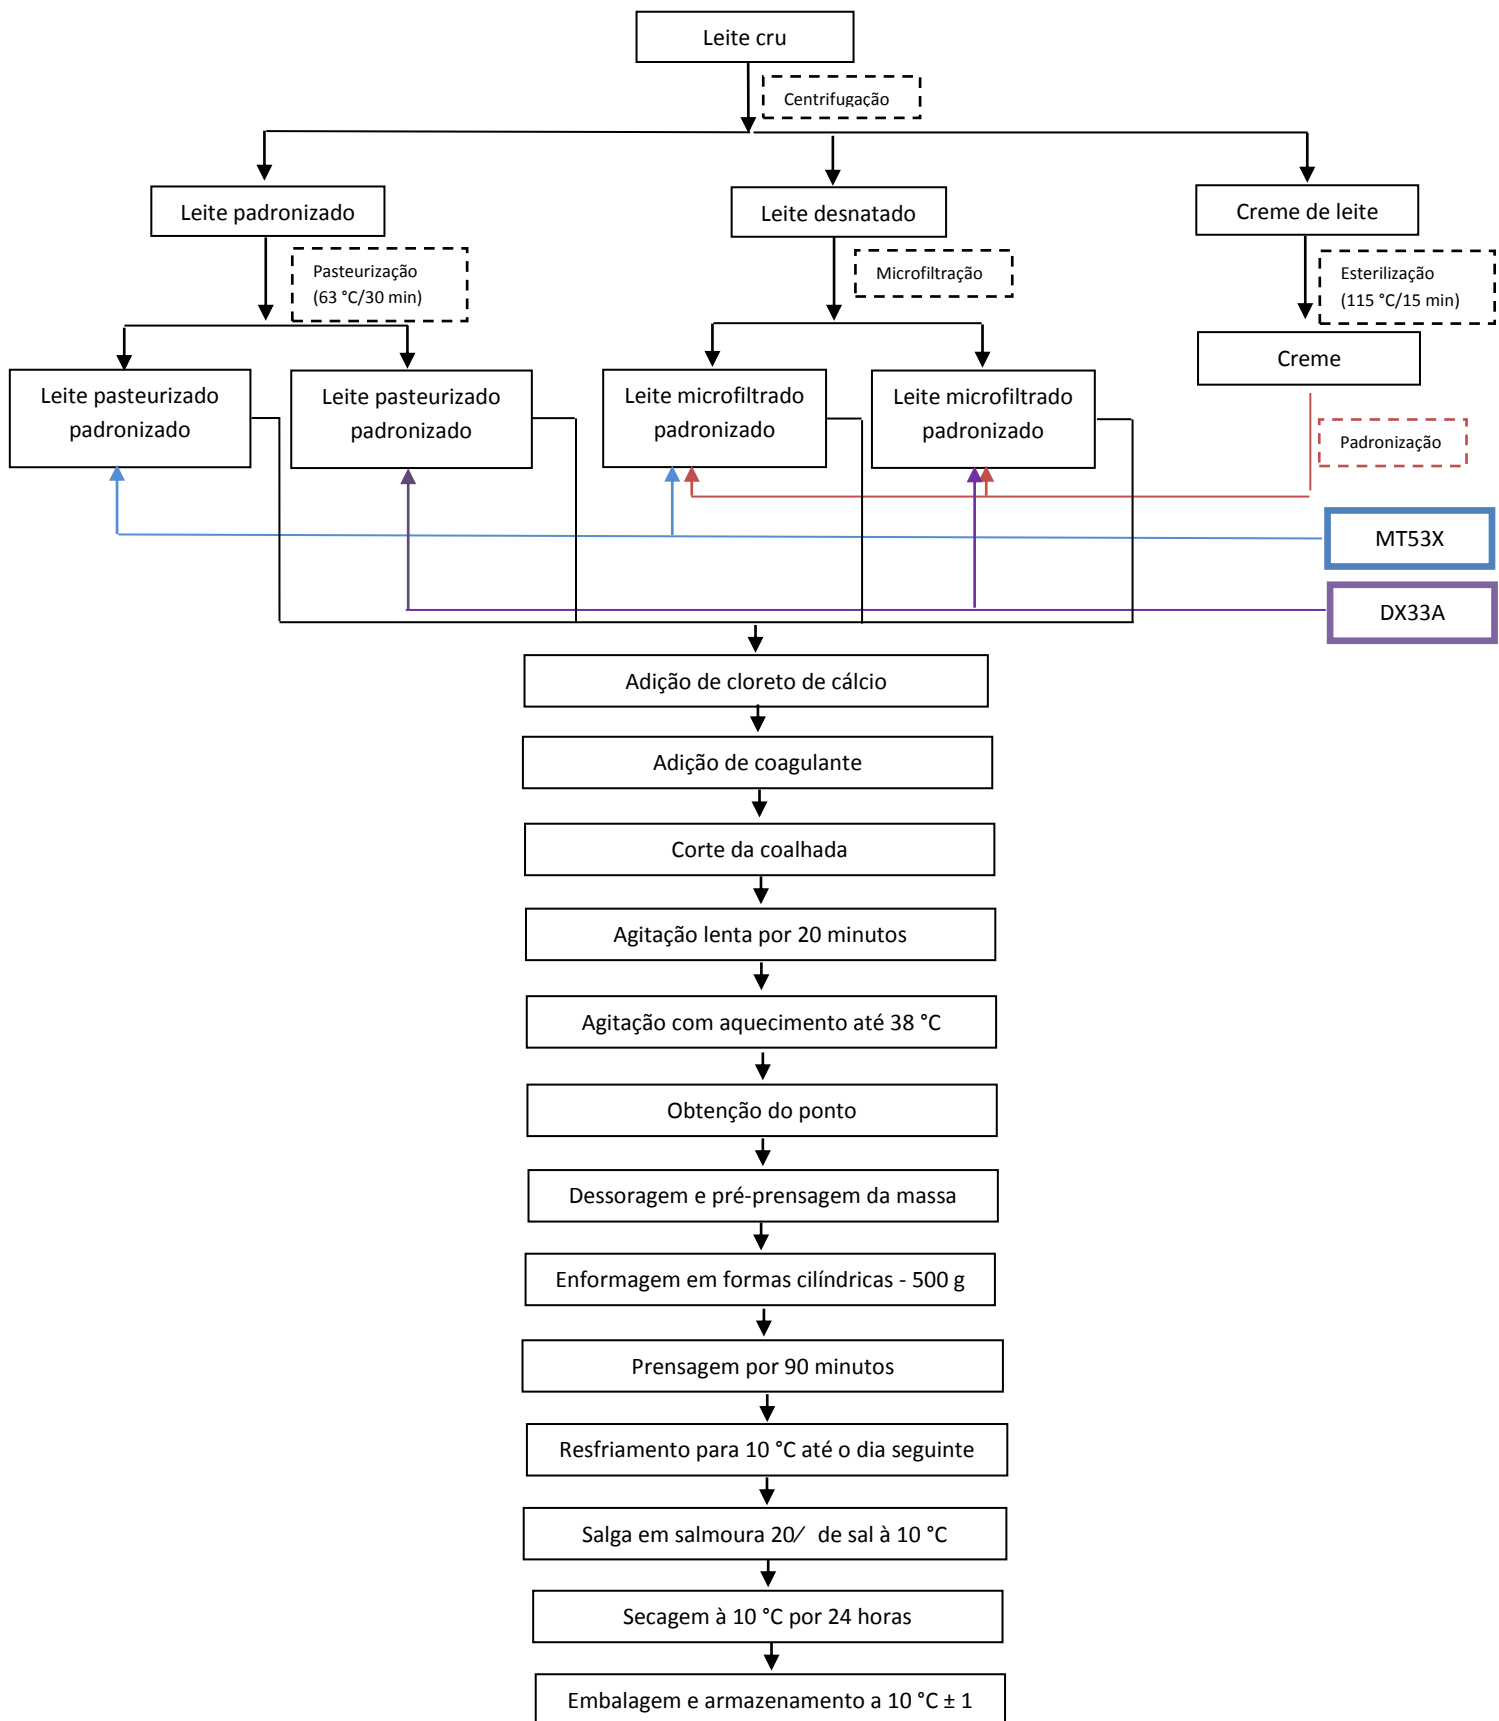 Leite cru
Centrifugação
Leite padronizado
Leite desnatado
Creme de leite
Pasteurização
(63 °C/30 min)
Microfiltração
Esterilização
(115 °C/15 min)
Creme
Leite pasteurizado
padronizado
Leite pasteurizado
padronizado
Leite microfiltrado
padronizado
Leite microfiltrado
padronizado
Padronização
MT53X
DX33A
Adição de cloreto de cálcio
Adição de coagulante
Corte da coalhada
Agitação lenta por 20 minutos
Agitação com aquecimento até 38 °C
Obtenção do ponto
Dessoragem e pré-prensagem da massa
Enformagem em formas cilíndricas - 500 g
Prensagem por 90 minutos
Resfriamento para 10 °C até o dia seguinte
Salga em salmoura 20⁄ de sal à 10 °C
Secagem à 10 °C por 24 horas
Embalagem e armazenamento a 10 °C ± 1